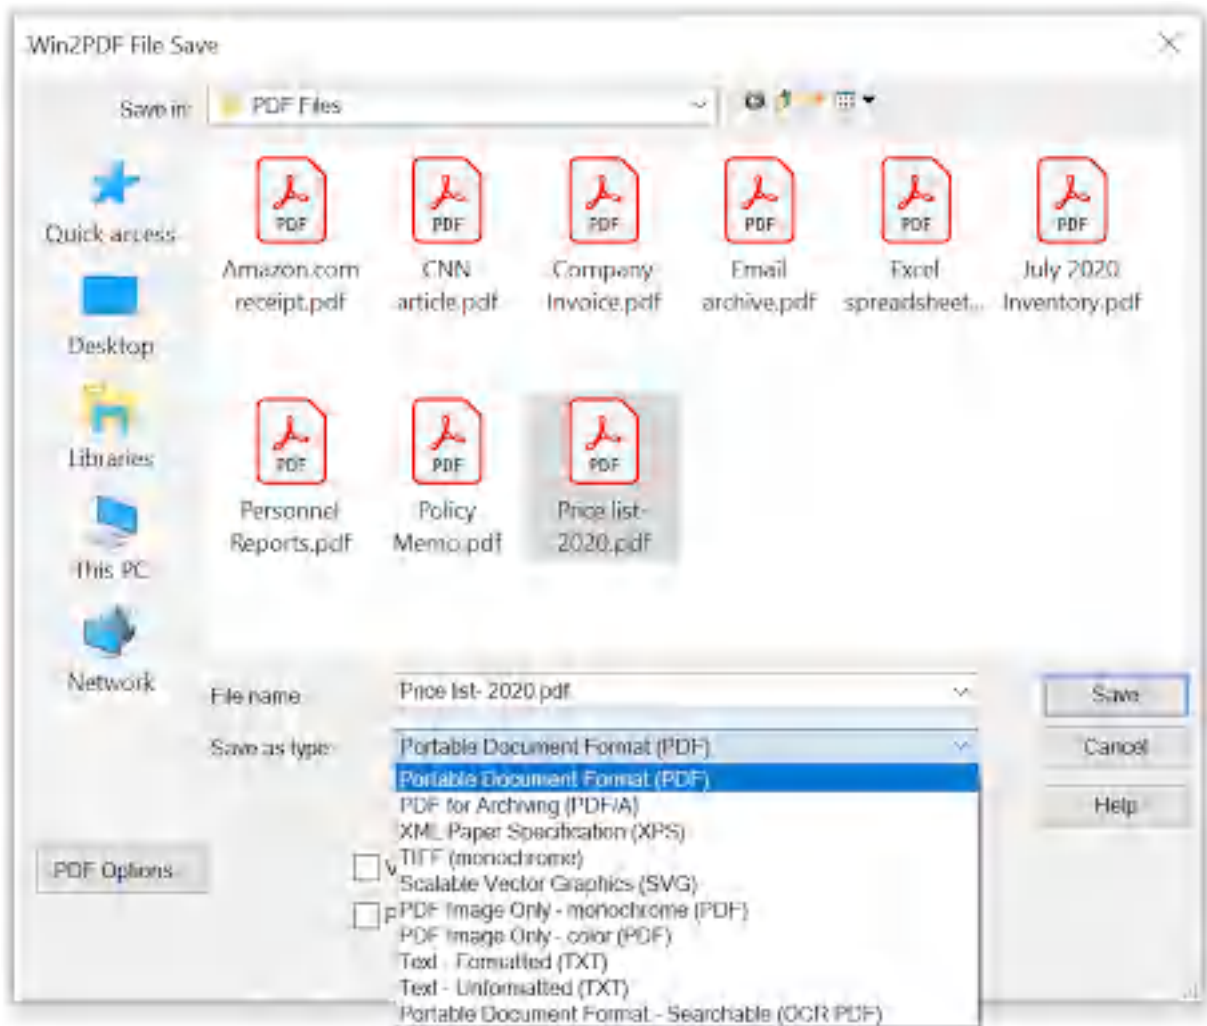 Win2PDF File Save
Save in:
PDF Files
PDF
PDF
PDF
PDF
PDF
PDF
Quick access
Amazon.com
receipt.pdf
CNN
article.pdf
Company
Invoice.pdf
Email
archive.pdf
Excel
spreadsheet...
July 2020
Inventory.pdf
Desktop
PDF
PDF
PDF
Libraries
Personnel
Reports.pdf
Policy
Memo.pdf
Price list-
2020.pdf
This PC
Network
File name:
Price list- 2020.pdf
Save
Save as type:
Portable Document Format (PDF)
Cancel
Portable Document Format (PDF)
PDF for Archiving (PDF/A)
Help
XML Paper Specification (XPS)
TIFF (monochrome)
PDF Options...
V
Scalable Vector Graphics (SVG)
P
PDF Image Only - monochrome (PDF)
PDF Image Only - color (PDF)
Text - Formatted (TXT)
Text - Unformatted (TXT)
Portable Document Format - Searchable (OCR PDF)